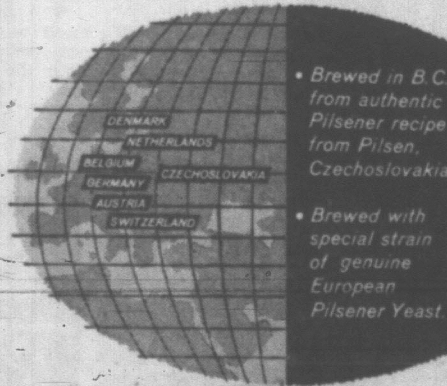 DENMARK
NETHERLANDS
BELGIUM
CZECHOSLOVAKIA
GERMANY
AUSTRIA
SWITZERLAND
• Brewed in B.C.
from authentic
Pilsener recipe
from Pilsen,
Czechoslovakia
• Brewed with
special strain
of genuine
European
Pilsener Yeast.